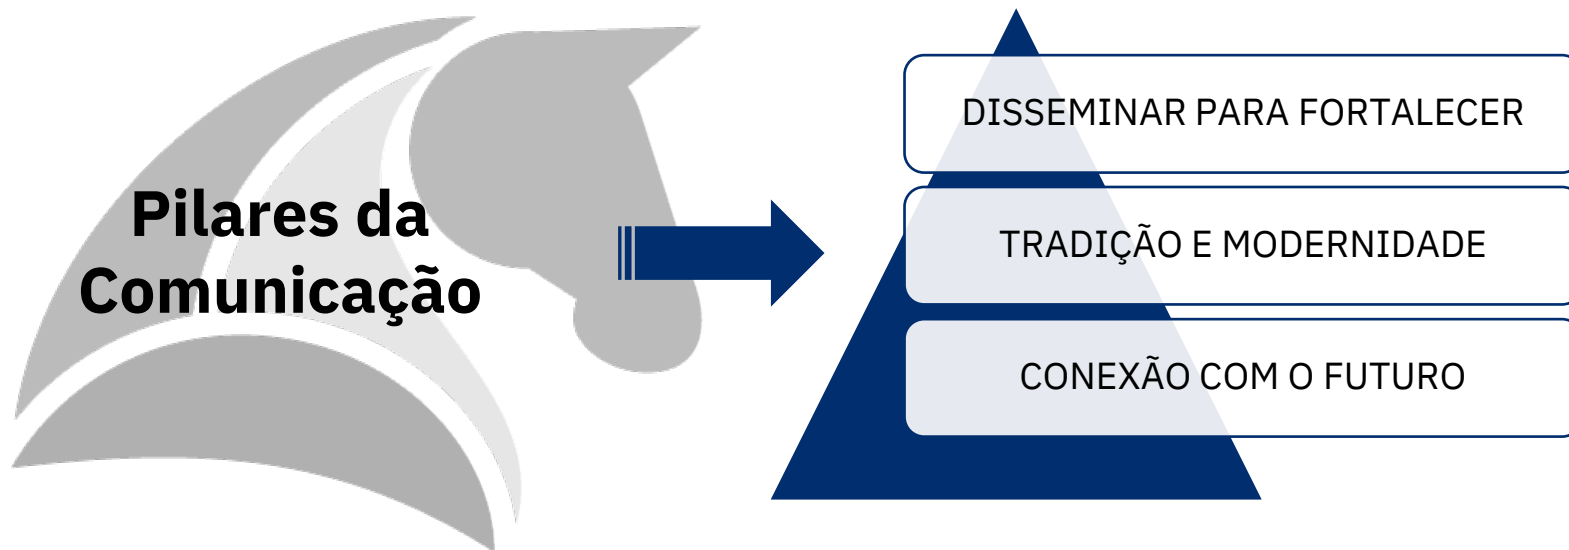 Pilares da
Comunicação
DISSEMINAR PARA FORTALECER
TRADIÇÃO E MODERNIDADE
CONEXÃO COM O FUTURO